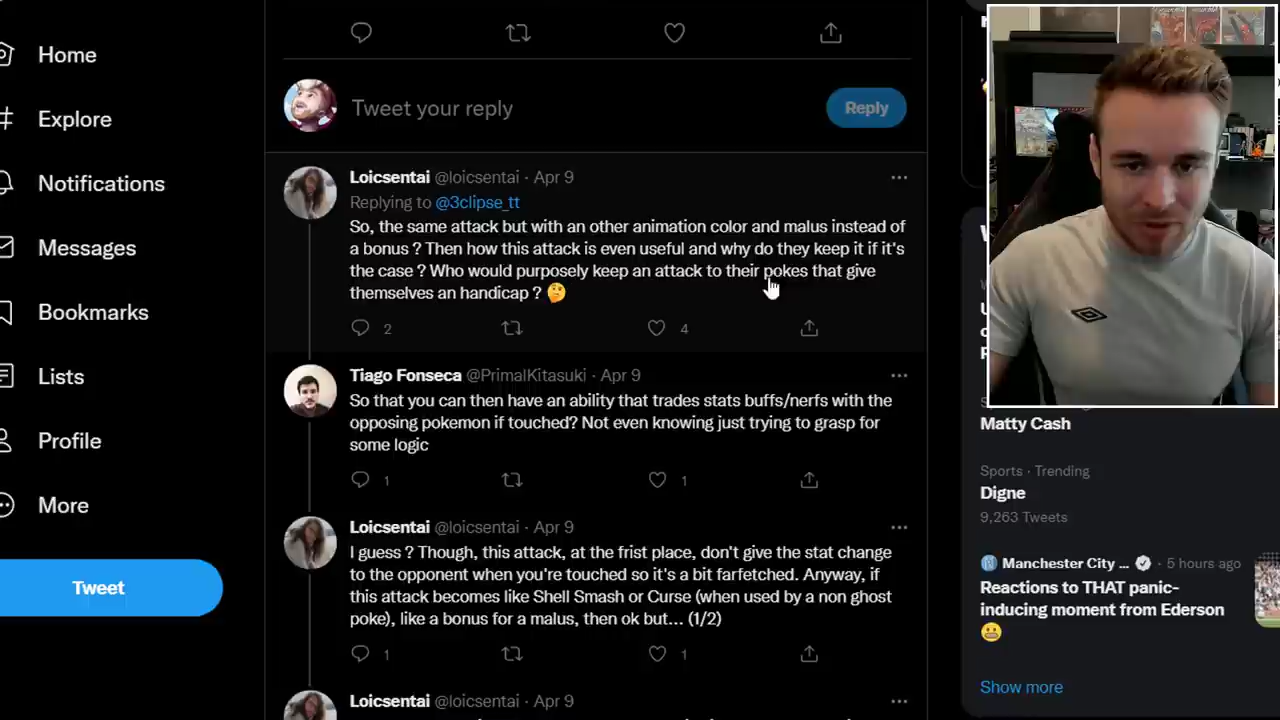 Home
Explore
Notifications
Messages
Bookmarks
Lists
Profile
More
Tweet
Tweet your reply
Reply
Loicsentai @loicsentai · Apr 9
Replying to @3clipse_tt
So, the same attack but with an other animation color and malus instead of
a bonus ? Then how this attack is even useful and why do they keep it if it's
the case ? Who would purposely keep an attack to their pokes that give
themselves an handicap ? 🤔
2
4
Tiago Fonseca @PrimalKitasuki · Apr 9
So that you can then have an ability that trades stats buffs/nerfs with the
opposing pokemon if touched? Not even knowing just trying to grasp for
some logic
1
1
Loicsentai @loicsentai · Apr 9
I guess ? Though, this attack, at the frist place, don't give the stat change
to the opponent when you're touched so it's a bit farfetched. Anyway, if
this attack becomes like Shell Smash or Curse (when used by a non ghost
poke), like a bonus for a malus, then ok but... (1/2)
1
1
Loicsentai @loicsentai · Apr 9
Matty Cash
Sports · Trending
Digne
9,263 Tweets
Manchester City ... · 5 hours ago
Reactions to THAT panic-
inducing moment from Ederson
😬
Show more